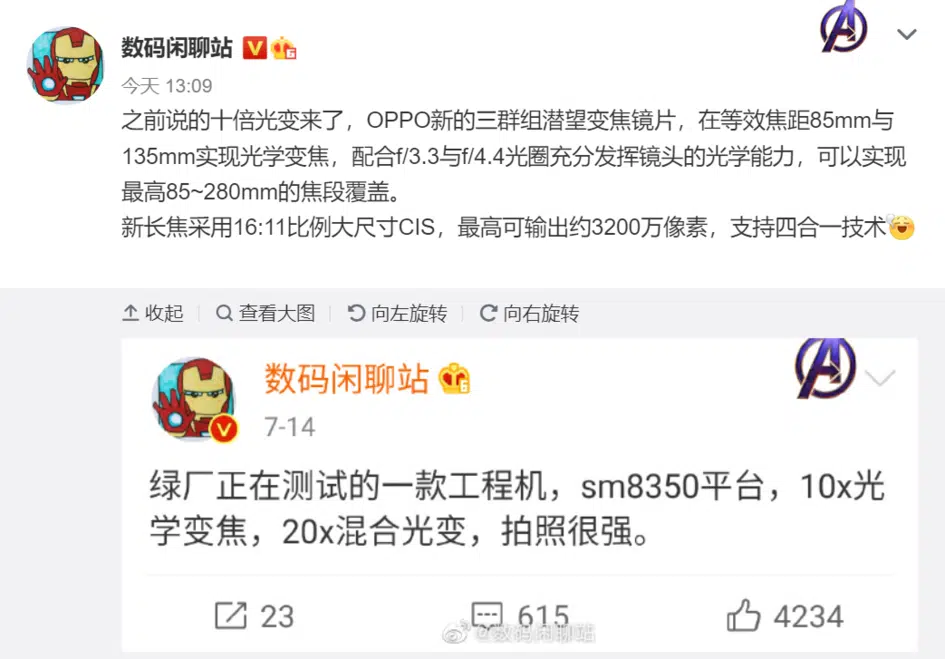 数码闲聊站
今天 13:09
之前说的十倍光变来了，OPPO新的三群组潜望变焦镜片，在等效焦距85mm与
135mm实现光学变焦，配合f/3.3与f/4.4光圈充分发挥镜头的光学能力，可以实现
最高85~280mm的焦段覆盖。
新长焦采用16:11比例大尺寸CIS，最高可输出约3200万像素，支持四合一技术
收起 查看大图 向左旋转 向右旋转
数码闲聊站
7-14
绿厂正在测试的一款工程机，sm8350平台，10x光
学变焦，20x混合光变，拍照很强。
23 615 4234
@数码闲聊站